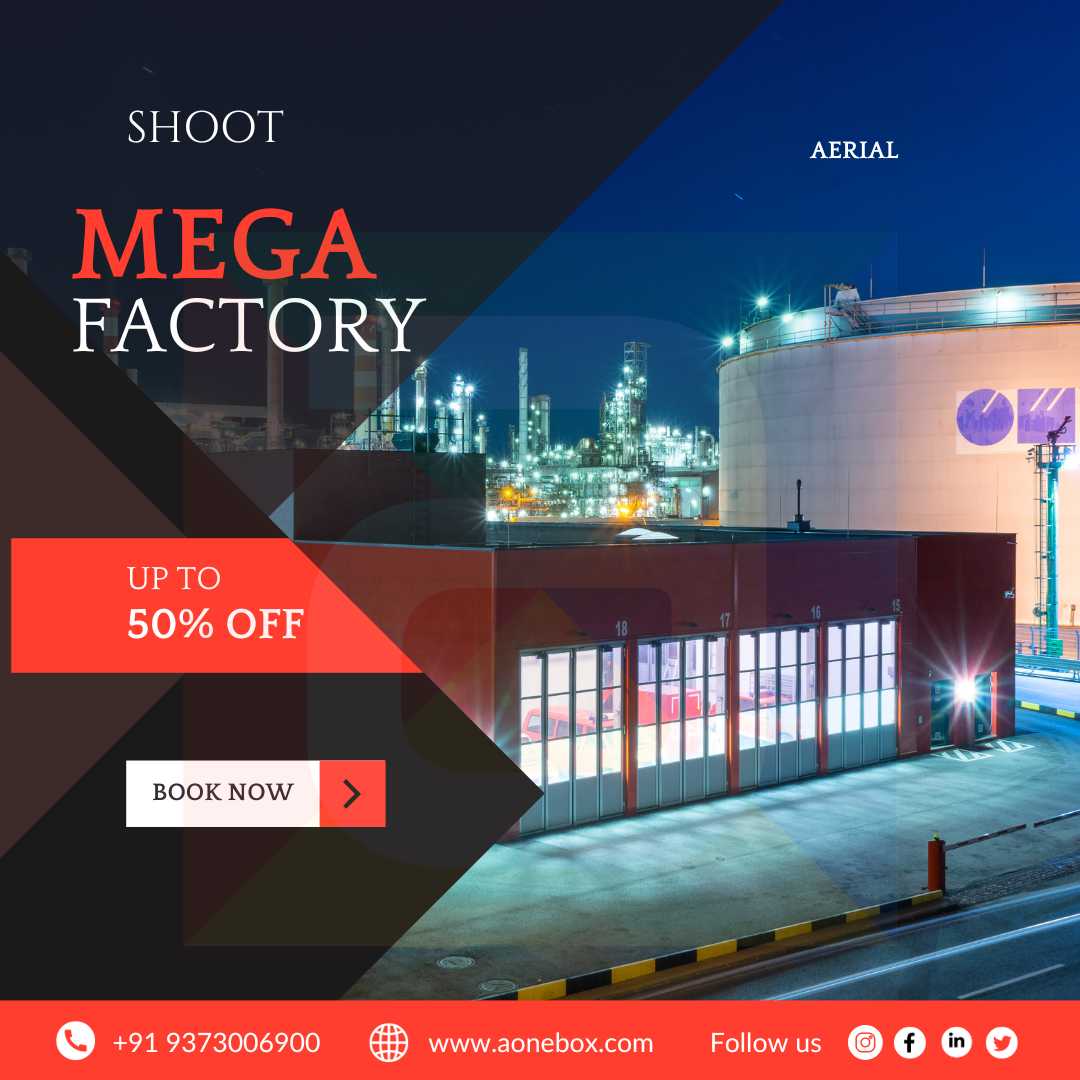 SHOOT
AERIAL
MEGA
FACTORY
UP TO
50% OFF
18
17
16
15
BOOK NOW
+91 9373006900
www.aonebox.com
Follow us